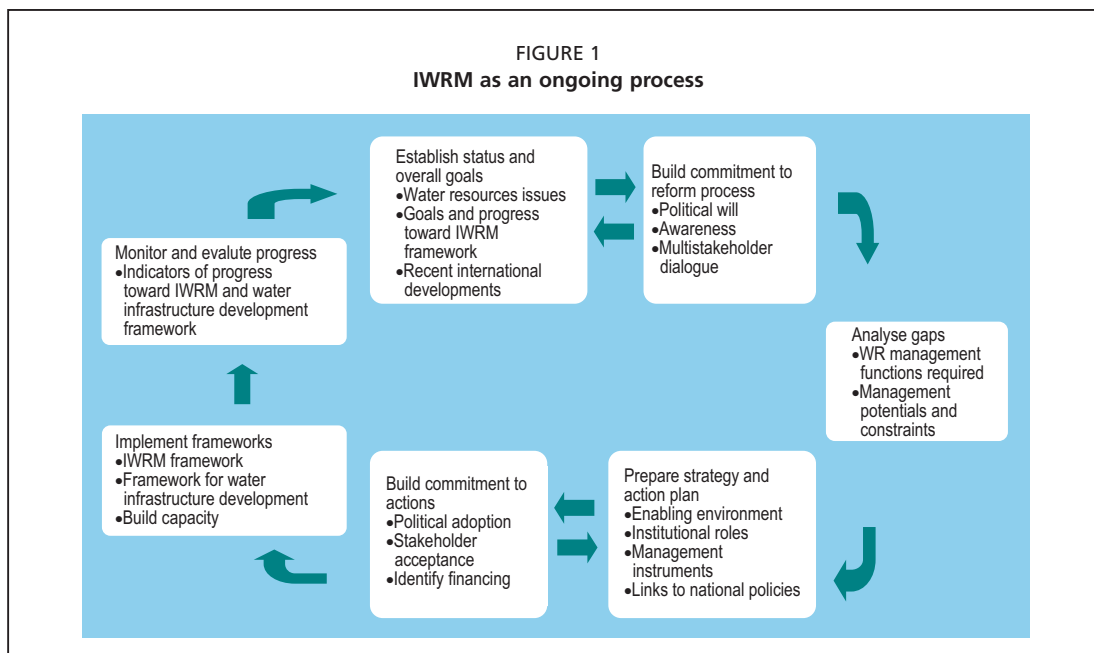 FIGURE 1
IWRM as an ongoing process
Establish status and
overall goals
•Water resources issues
•Goals and progress
toward IWRM
framework
•Recent international
developments
Build commitment to
reform process
•Political will
•Awareness
•Multistakeholder
dialogue
Analyse gaps
•WR management
functions required
•Management
potentials and
constraints
Prepare strategy and
action plan
•Enabling environment
•Institutional roles
•Management
instruments
•Links to national policies
Build commitment to
actions
•Political adoption
•Stakeholder
acceptance
•Identify financing
Implement frameworks
•IWRM framework
•Framework for water
infrastructure development
•Build capacity
Monitor and evalute progress
•Indicators of progress
toward IWRM and water
infrastructure development
framework